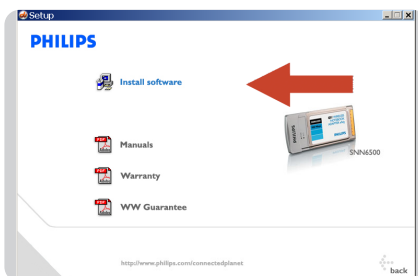 Setup
PHILIPS
Install software
SNN6500
Manuals
Warranty
WW Guarantee
http://www.philips.com/connectedplanet
back